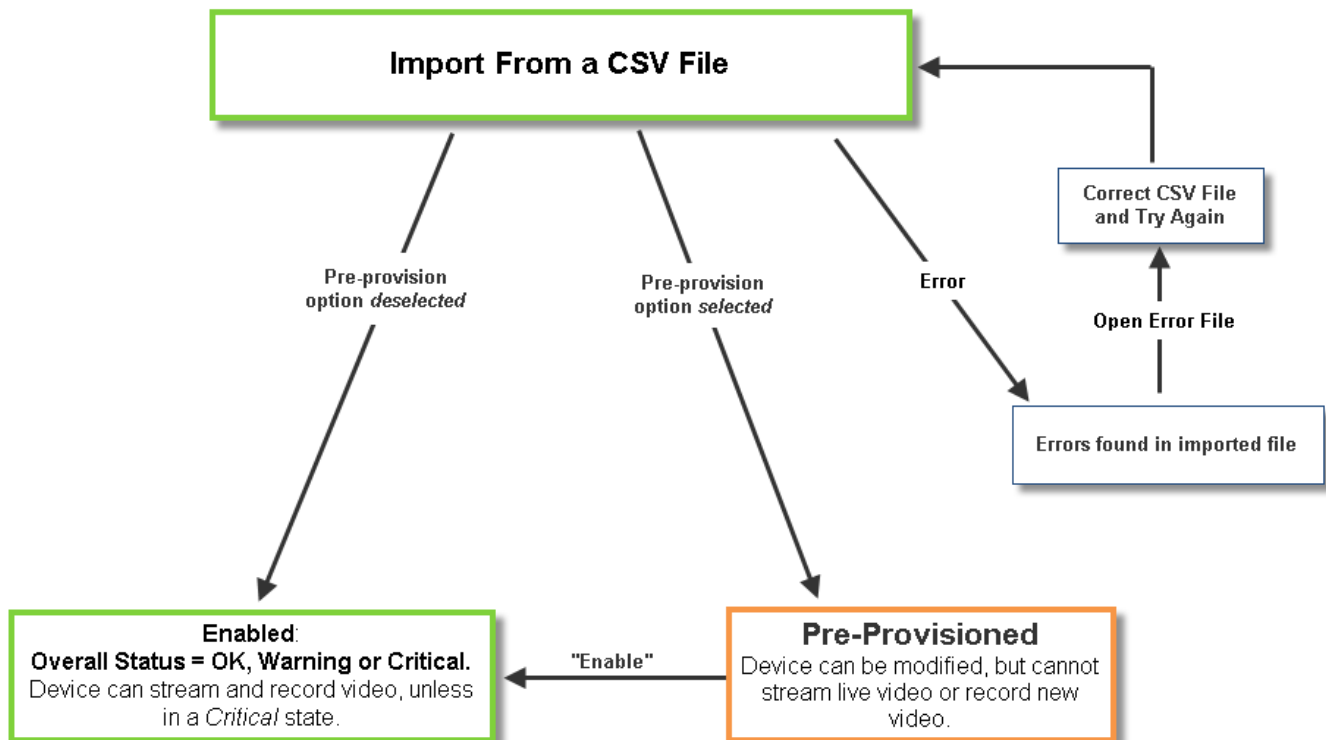 Import From a CSV File
Correct CSV File
and Try Again
Pre-provision
option deselected
Pre-provision
option selected
Error
Open Error File
Errors found in imported file
Enabled:
Overall Status = OK, Warning or Critical.
Device can stream and record video, unless
in a Critical state.
"Enable"
Pre-Provisioned
Device can be modified, but cannot
stream live video or record new
video.